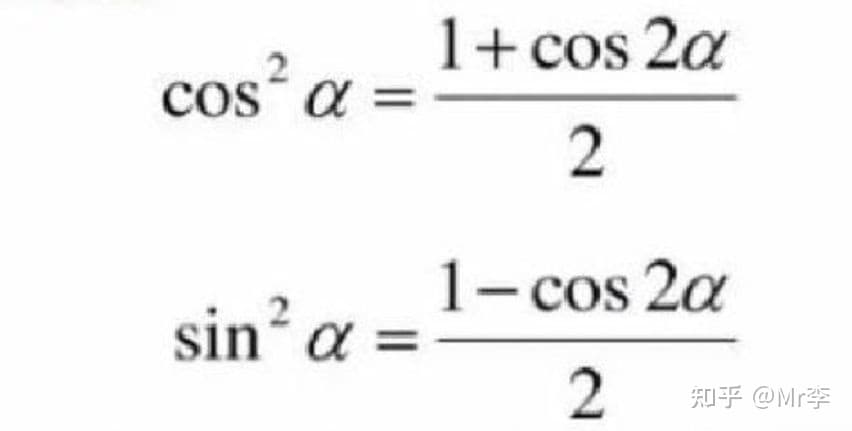 cos² α = (1+cos 2α)/2
sin² α = (1−cos 2α)/2
知乎 @Mr李